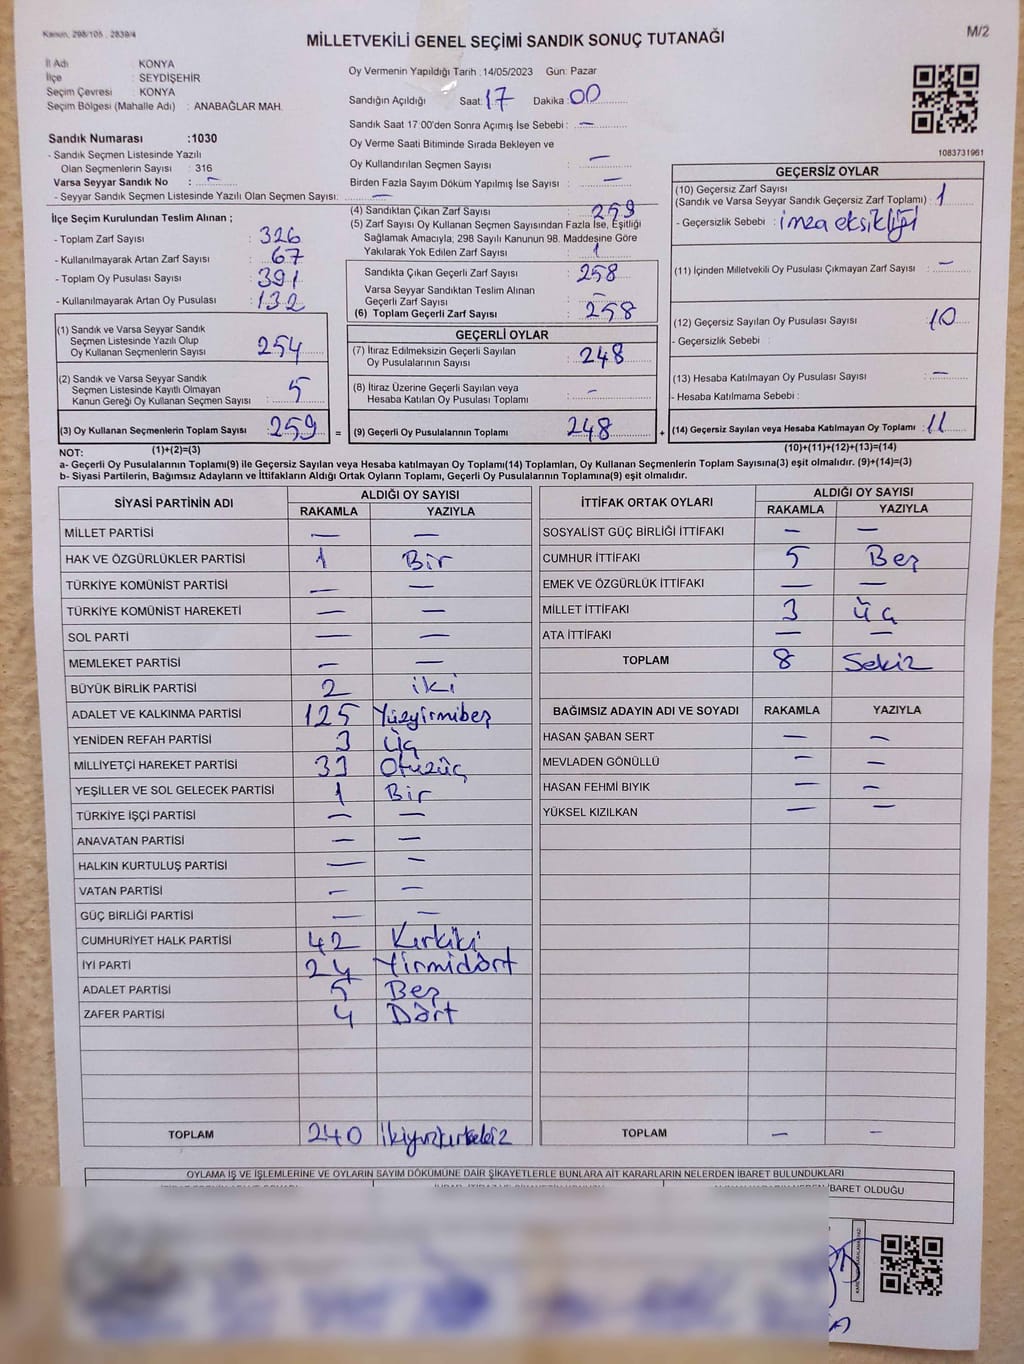 Kanun, 298/105 , 2839/4
MİLLETVEKİLİ GENEL SEÇİMİ SANDIK SONUÇ TUTANAĞI
M/2
İl Adı : KONYA
İlçe : SEYDİŞEHİR
Seçim Çevresi : KONYA
Seçim Bölgesi (Mahalle Adı) : ANABAĞLAR MAH.
Oy Vermenin Yapıldığı Tarih : 14/05/2023 Gün: Pazar
Sandığın Açıldığı Saat: 17 Dakika : 00
Sandık Saat 17:00'den Sonra Açımış İse Sebebi : —
Oy Verme Saati Bitiminde Sırada Bekleyen ve
Oy Kullandırılan Seçmen Sayısı : —
Birden Fazla Sayım Döküm Yapılmış İse Sayısı : —
1083731961
Sandık Numarası :1030
- Sandık Seçmen Listesinde Yazılı
Olan Seçmenlerin Sayısı : 316
Varsa Seyyar Sandık No : —
- Seyyar Sandık Seçmen Listesinde Yazılı Olan Seçmen Sayısı: —
İlçe Seçim Kurulundan Teslim Alınan ;
- Toplam Zarf Sayısı : 326
- Kullanılmayarak Artan Zarf Sayısı : 67
- Toplam Oy Pusulası Sayısı : 391
- Kullanılmayarak Artan Oy Pusulası : 132
(1) Sandık ve Varsa Seyyar Sandık
Seçmen Listesinde Yazılı Olup
Oy Kullanan Seçmenlerin Sayısı : 254
(2) Sandık ve Varsa Seyyar Sandık
Seçmen Listesinde Kayıtlı Olmayan
Kanun Gereği Oy Kullanan Seçmen Sayısı : 5
(3) Oy Kullanan Seçmenlerin Toplam Sayısı : 259
(4) Sandıktan Çıkan Zarf Sayısı : 259
(5) Zarf Sayısı Oy Kullanan Seçmen Sayısından Fazla İse, Eşitliği
Sağlamak Amacıyla; 298 Sayılı Kanunun 98. Maddesine Göre
Yakılarak Yok Edilen Zarf Sayısı : 1
Sandıkta Çıkan Geçerli Zarf Sayısı : 258
Varsa Seyyar Sandıktan Teslim Alınan
Geçerli Zarf Sayısı : —
(6) Toplam Geçerli Zarf Sayısı : 258
GEÇERLİ OYLAR
(7) İtiraz Edilmeksizin Geçerli Sayılan
Oy Pusulalarının Sayısı : 248
(8) İtiraz Üzerine Geçerli Sayılan veya
Hesaba Katılan Oy Pusulası Toplamı : —
= (9) Geçerli Oy Pusulalarının Toplamı : 248
GEÇERSİZ OYLAR
(10) Geçersiz Zarf Sayısı
(Sandık ve Varsa Seyyar Sandık Geçersiz Zarf Toplamı) : 1
- Geçersizlik Sebebi : imza eksikliği
(11) İçinden Milletvekili Oy Pusulası Çıkmayan Zarf Sayısı : —
(12) Geçersiz Sayılan Oy Pusulası Sayısı : 10
- Geçersizlik Sebebi :
(13) Hesaba Katılmayan Oy Pusulası Sayısı : —
- Hesaba Katılmama Sebebi :
+ (14) Geçersiz Sayılan veya Hesaba Katılmayan Oy Toplamı : 11
NOT: (1)+(2)=(3) (10)+(11)+(12)+(13)=(14)
a- Geçerli Oy Pusulalarının Toplamı(9) ile Geçersiz Sayılan veya Hesaba katılmayan Oy Toplamı(14) Toplamları, Oy Kullanan Seçmenlerin Toplam Sayısına(3) eşit olmalıdır. (9)+(14)=(3)
b- Siyasi Partilerin, Bağımsız Adayların ve İttifakların Aldığı Ortak Oyların Toplamı, Geçerli Oy Pusulalarının Toplamına(9) eşit olmalıdır.
SİYASİ PARTİNİN ADI ALDIĞI OY SAYISI
RAKAMLA YAZIYLA
MİLLET PARTİSİ — —
HAK VE ÖZGÜRLÜKLER PARTİSİ 1 Bir
TÜRKİYE KOMÜNİST PARTİSİ — —
TÜRKİYE KOMÜNİST HAREKETİ — —
SOL PARTİ — —
MEMLEKET PARTİSİ — —
BÜYÜK BİRLİK PARTİSİ 2 iki
ADALET VE KALKINMA PARTİSİ 125 Yüzyirmibeş
YENİDEN REFAH PARTİSİ 3 Üç
MİLLİYETÇİ HAREKET PARTİSİ 33 Otuzüç
YEŞİLLER VE SOL GELECEK PARTİSİ 1 Bir
TÜRKİYE İŞÇİ PARTİSİ — —
ANAVATAN PARTİSİ — —
HALKIN KURTULUŞ PARTİSİ — —
VATAN PARTİSİ — —
GÜÇ BİRLİĞİ PARTİSİ — —
CUMHURİYET HALK PARTİSİ 42 Kırkiki
İYİ PARTİ 24 Yirmidört
ADALET PARTİSİ 5 Beş
ZAFER PARTİSİ 4 Dört
TOPLAM 240
İTTİFAK ORTAK OYLARI ALDIĞI OY SAYISI
RAKAMLA YAZIYLA
SOSYALİST GÜÇ BİRLİĞİ İTTİFAKI — —
CUMHUR İTTİFAKI 5 Beş
EMEK VE ÖZGÜRLÜK İTTİFAKI — —
MİLLET İTTİFAKI 3 Üç
ATA İTTİFAKI — —
TOPLAM 8 Sekiz
BAĞIMSIZ ADAYIN ADI VE SOYADI RAKAMLA YAZIYLA
HASAN ŞABAN SERT — —
MEVLADEN GÖNÜLLÜ — —
HASAN FEHMİ BIYIK — —
YÜKSEL KIZILKAN — —
TOPLAM — —
OYLAMA İŞ VE İŞLEMLERİNE VE OYLARIN SAYIM DÖKÜMÜNE DAİR ŞİKAYETLERLE BUNLARA AİT KARARLARIN NELERDEN İBARET BULUNDUKLARI
İBARET OLDUĞU